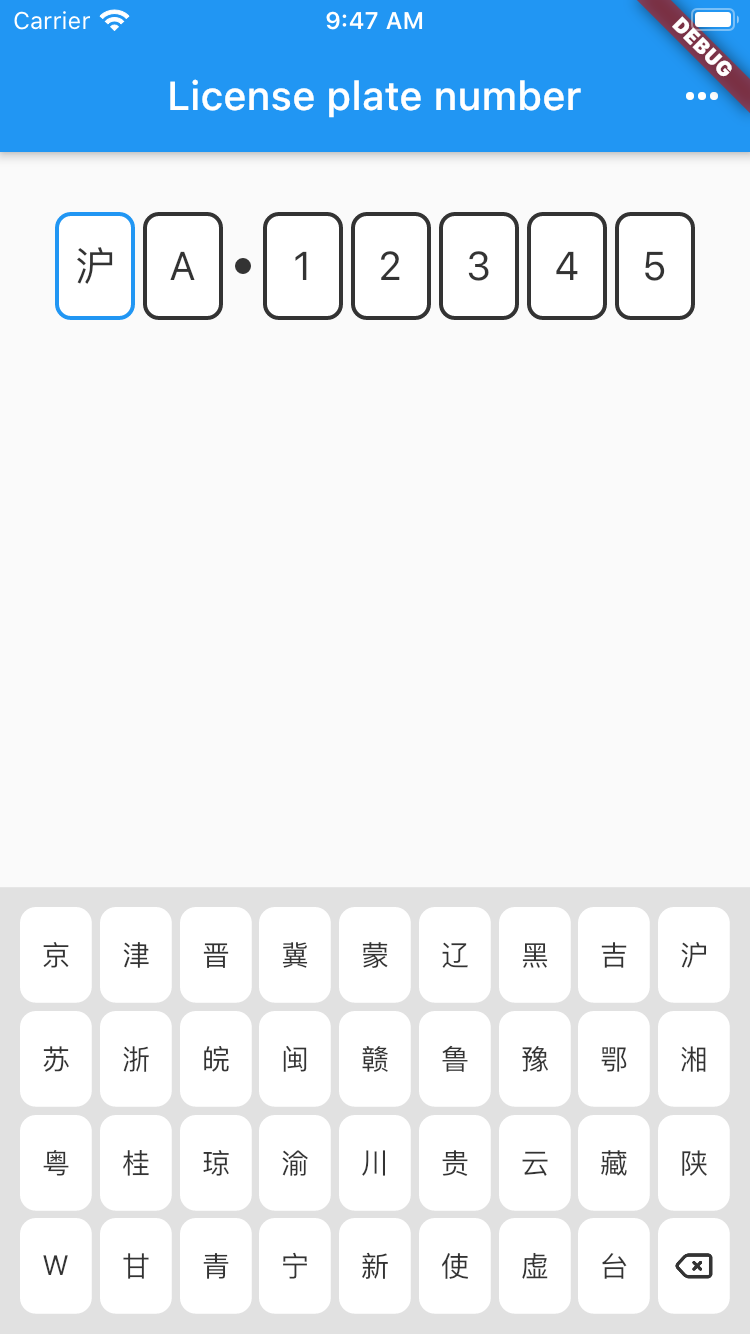 Carrier 9:47 AM
DEBUG
License plate number
沪 A • 1 2 3 4 5
京 津 晋 冀 蒙 辽 黑 吉 沪
苏 浙 皖 闽 赣 鲁 豫 鄂 湘
粤 桂 琼 渝 川 贵 云 藏 陕
W 甘 青 宁 新 使 虚 台